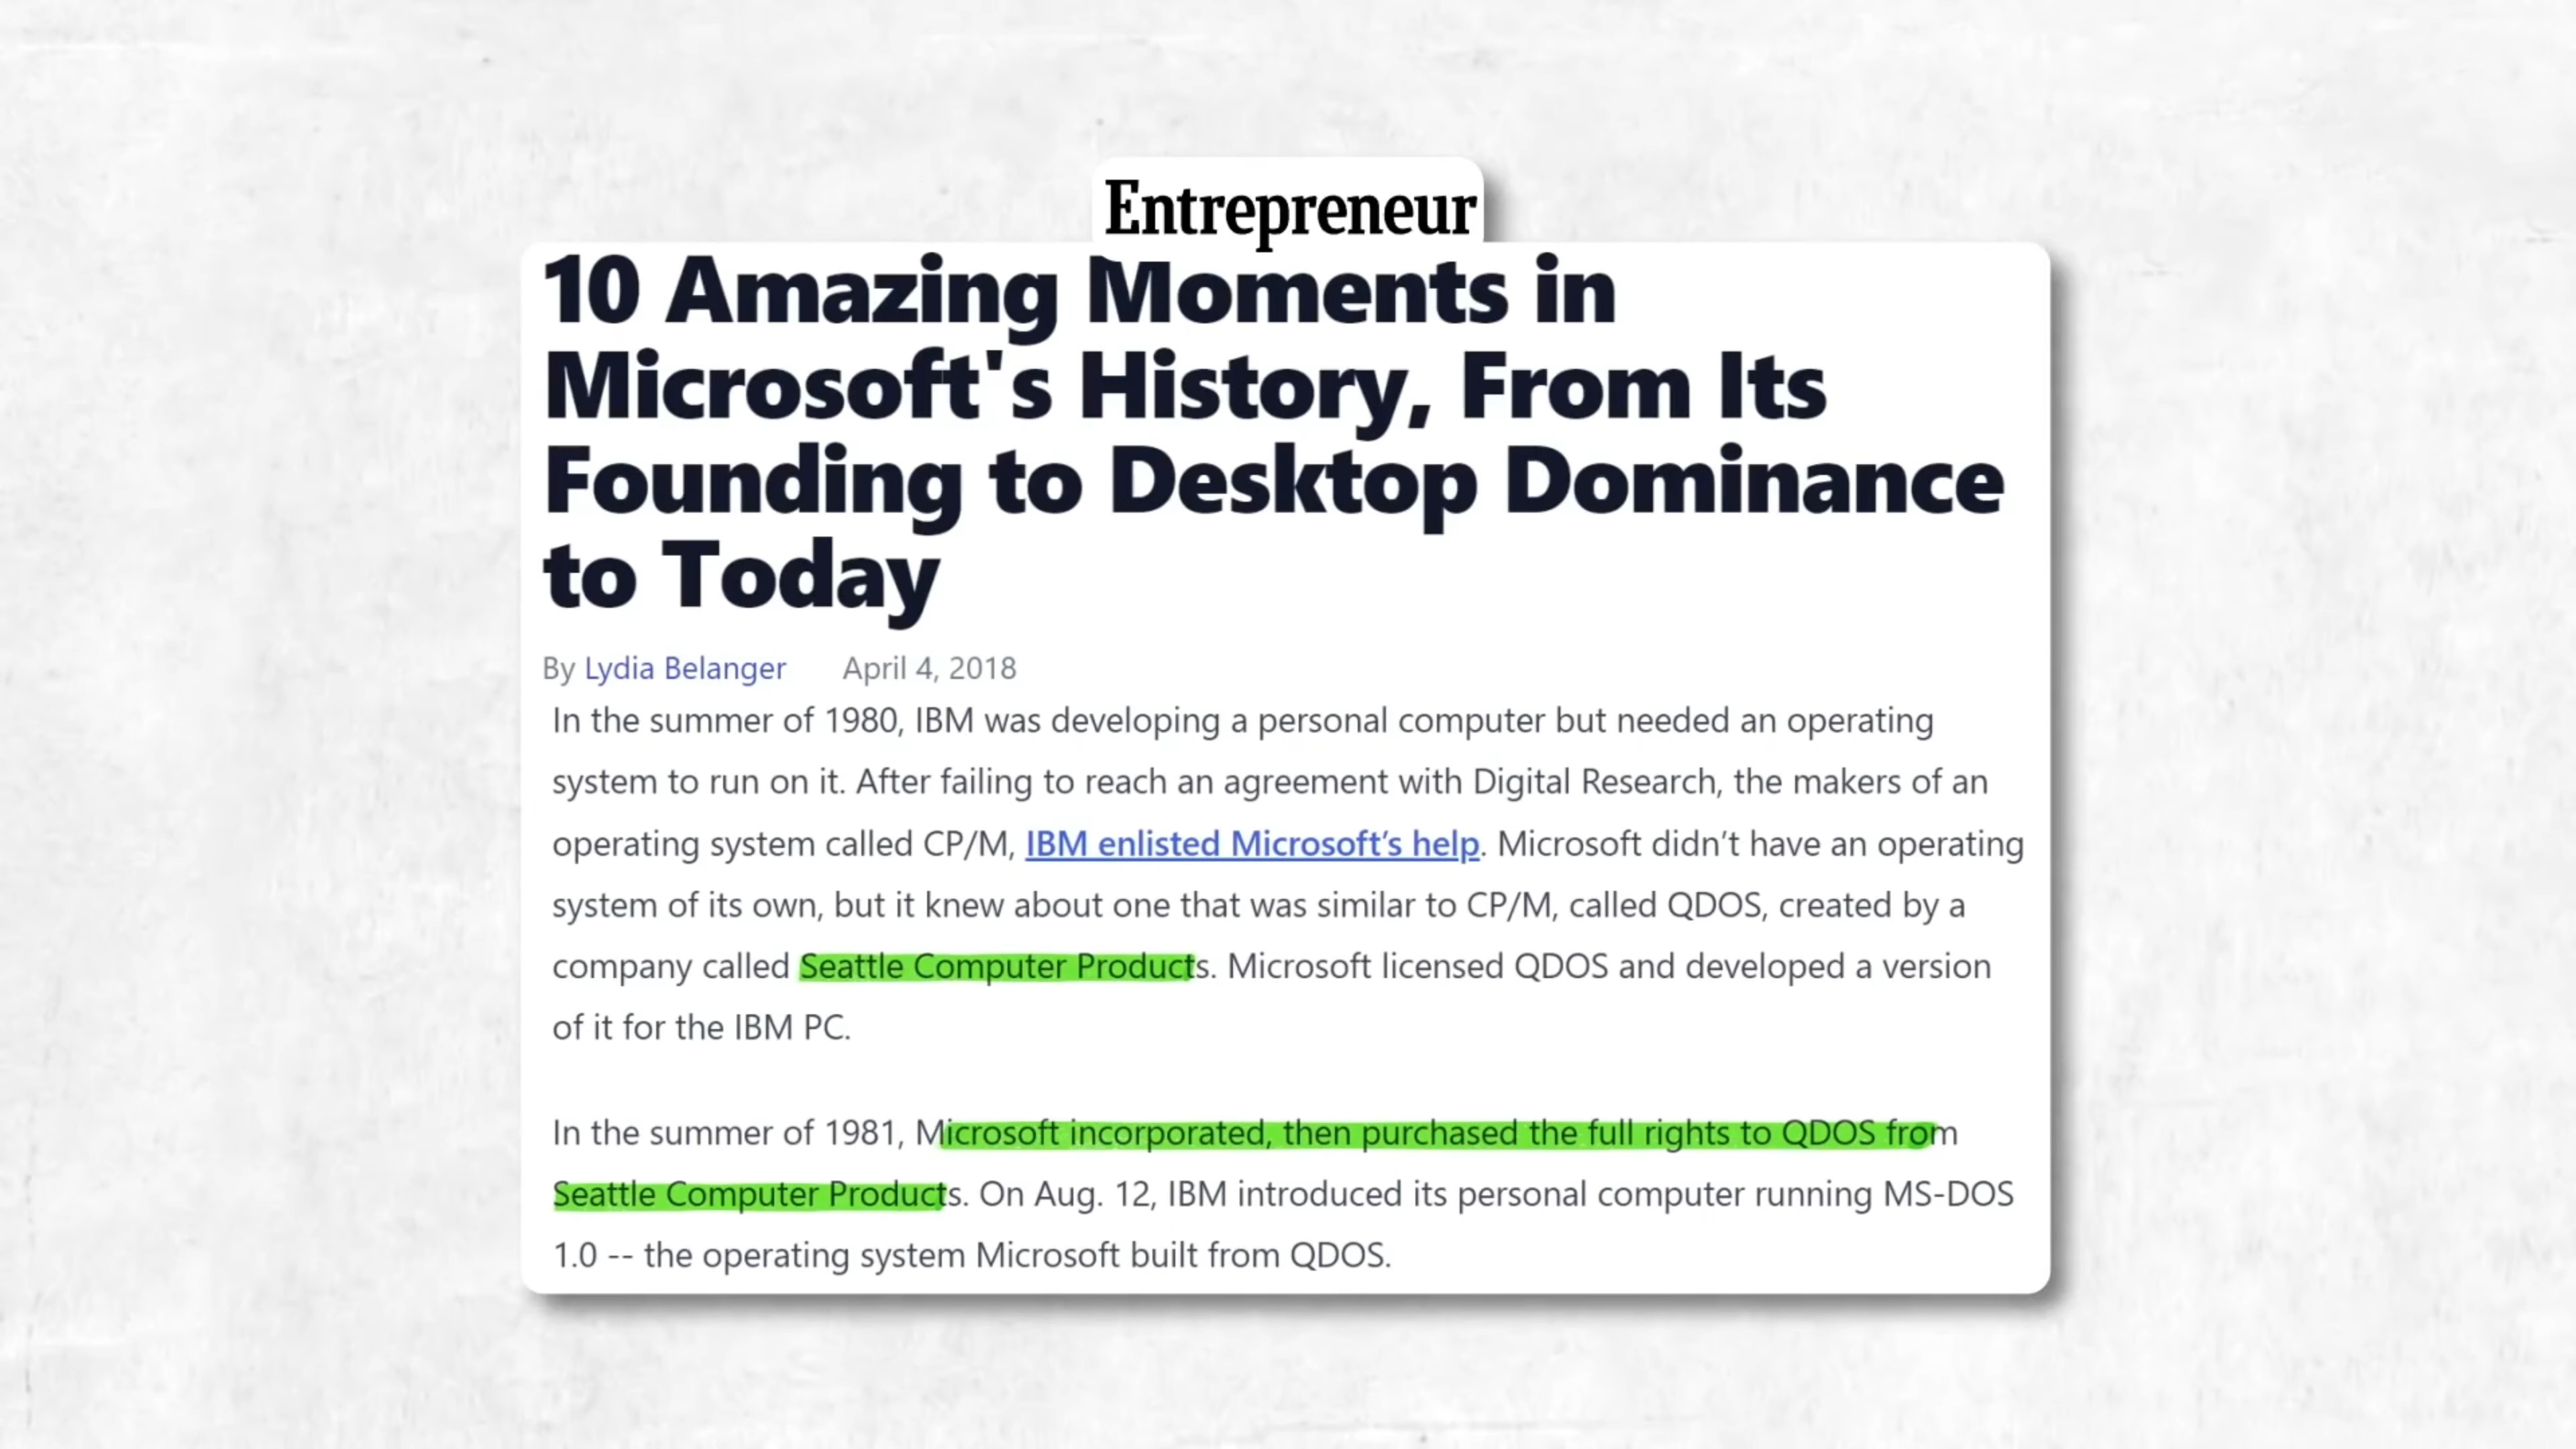 Entrepreneur
10 Amazing Moments in
Microsoft's History, From Its
Founding to Desktop Dominance
to Today
By Lydia Belanger April 4, 2018
In the summer of 1980, IBM was developing a personal computer but needed an operating
system to run on it. After failing to reach an agreement with Digital Research, the makers of an
operating system called CP/M, IBM enlisted Microsoft’s help. Microsoft didn’t have an operating
system of its own, but it knew about one that was similar to CP/M, called QDOS, created by a
company called Seattle Computer Products. Microsoft licensed QDOS and developed a version
of it for the IBM PC.
In the summer of 1981, Microsoft incorporated, then purchased the full rights to QDOS from
Seattle Computer Products. On Aug. 12, IBM introduced its personal computer running MS-DOS
1.0 -- the operating system Microsoft built from QDOS.